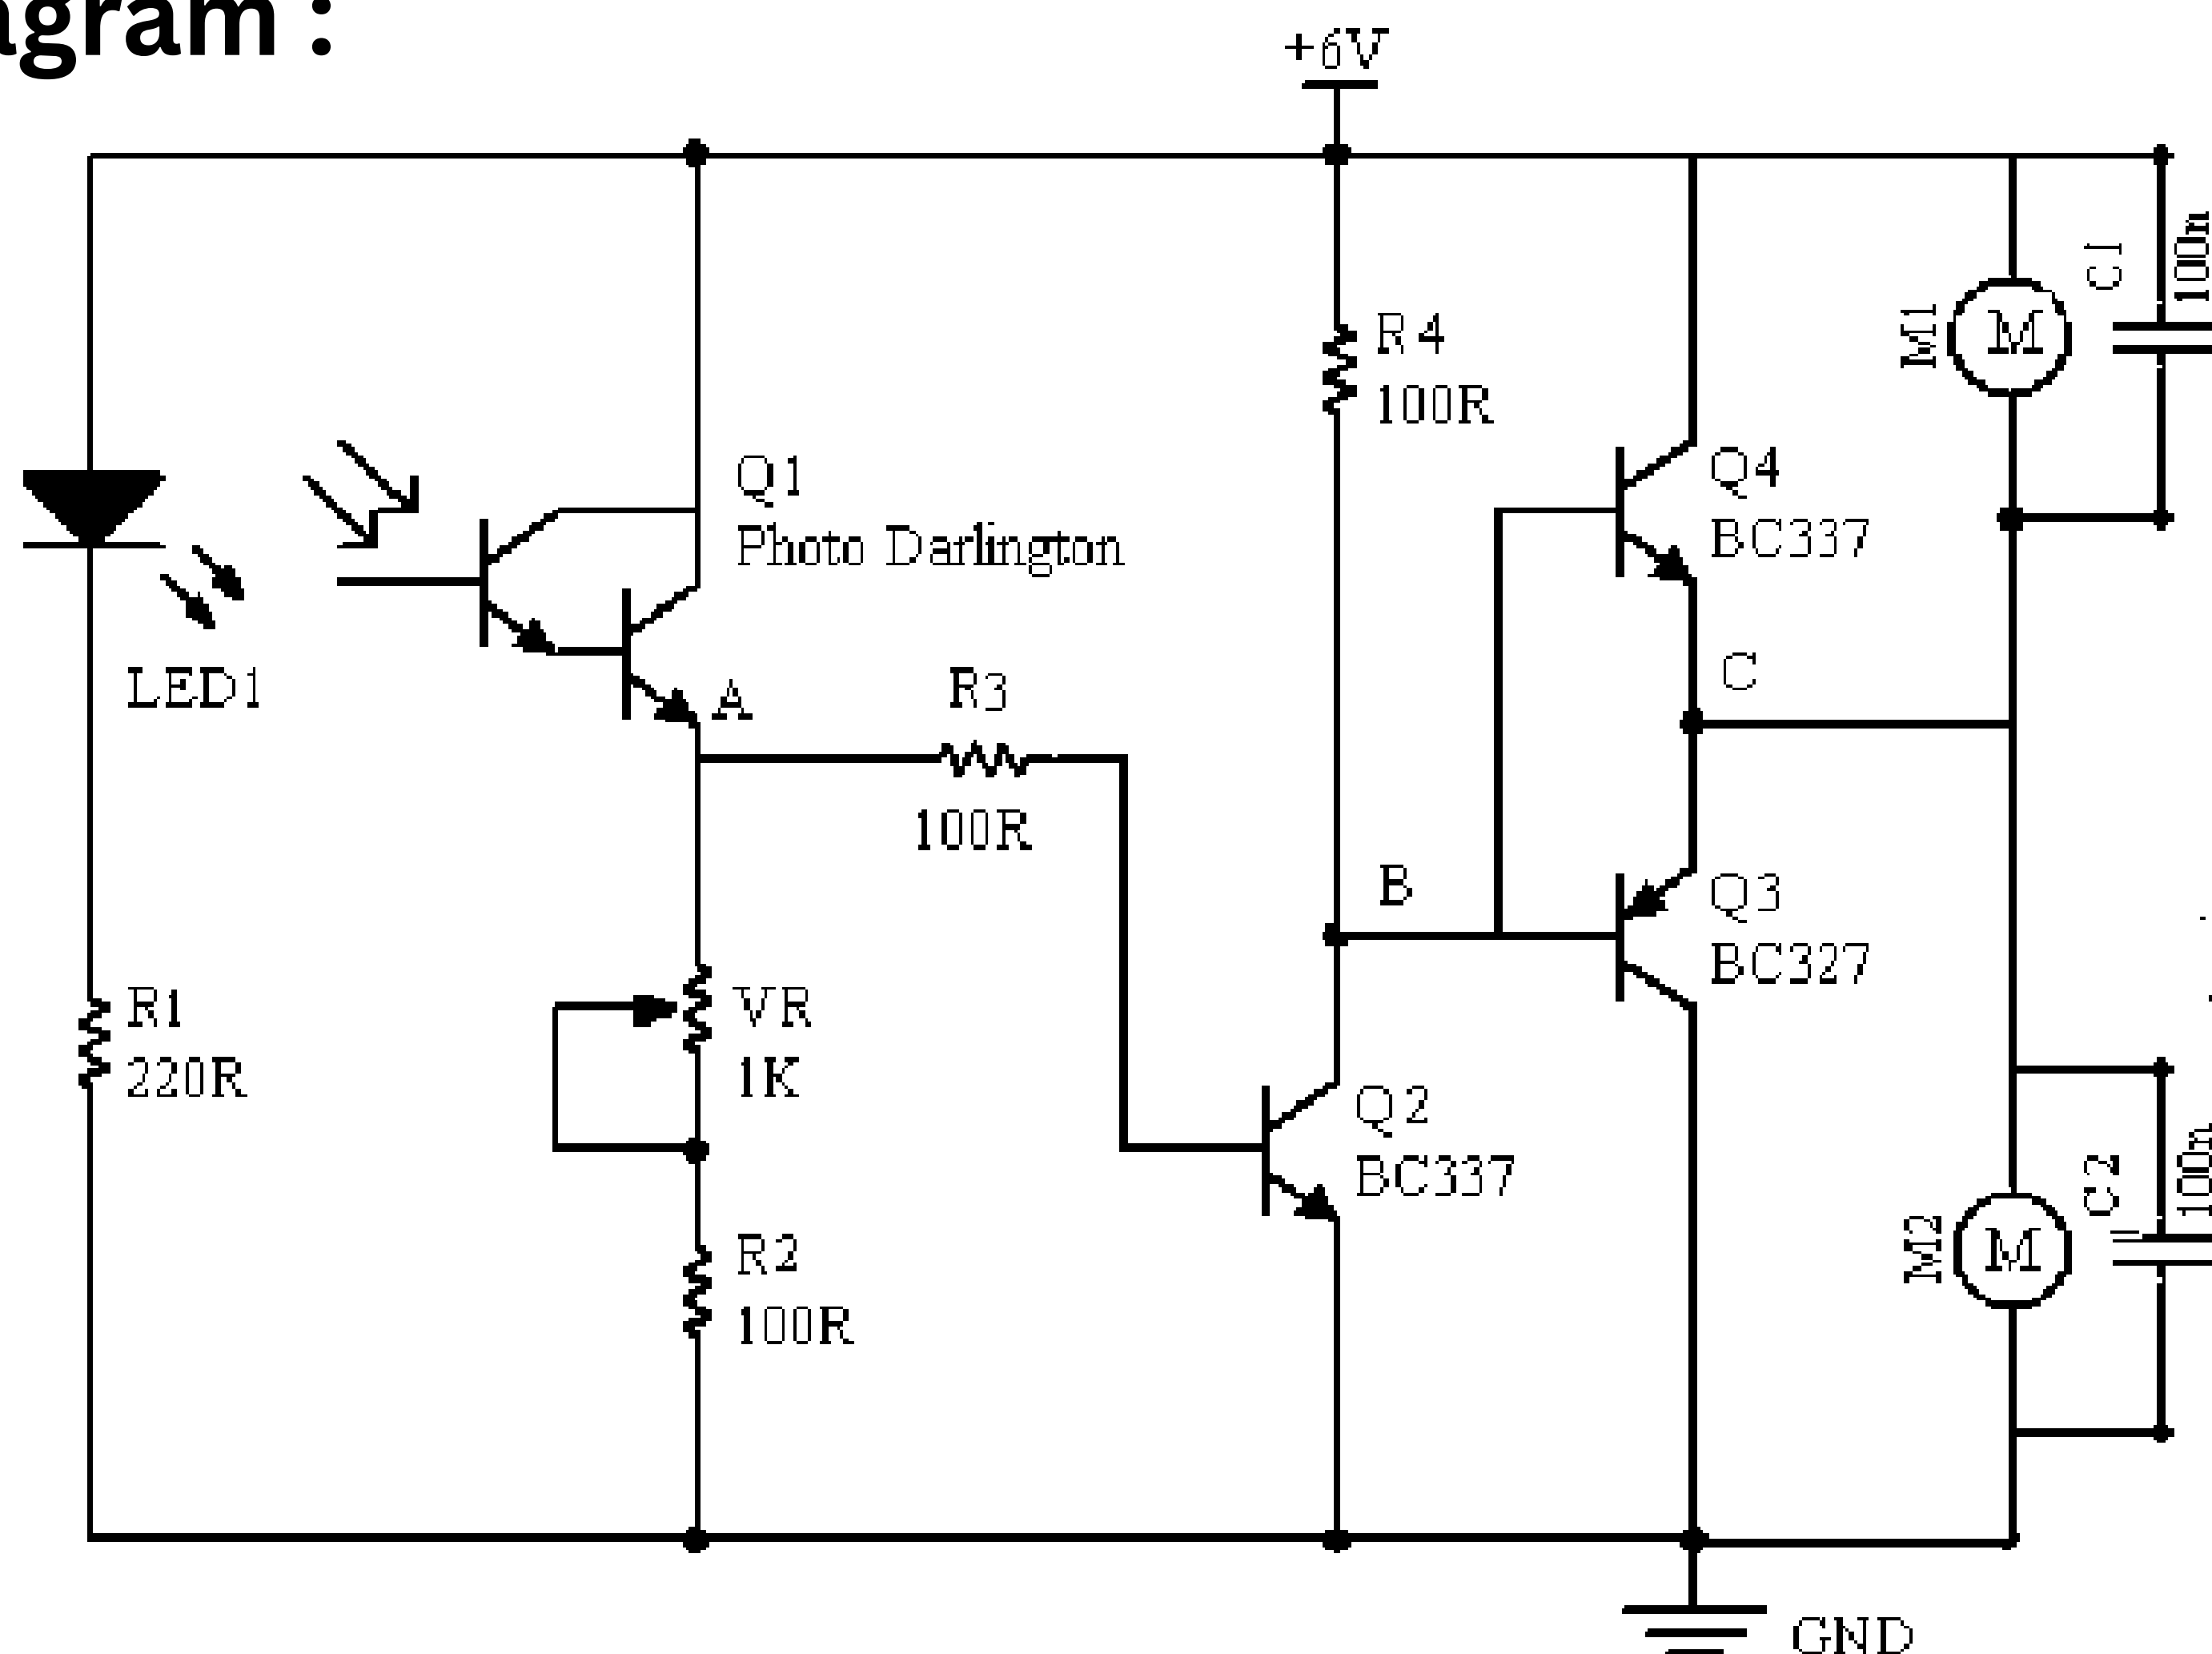 agram :
+6V
C1
100n
M1
M
R4
100R
Q4
BC337
Q1
Photo Darlington
LED1
A
R3
100R
C
B
Q3
BC327
R1
220R
VR
1K
Q2
BC337
C2
100n
M2
M
R2
100R
GND